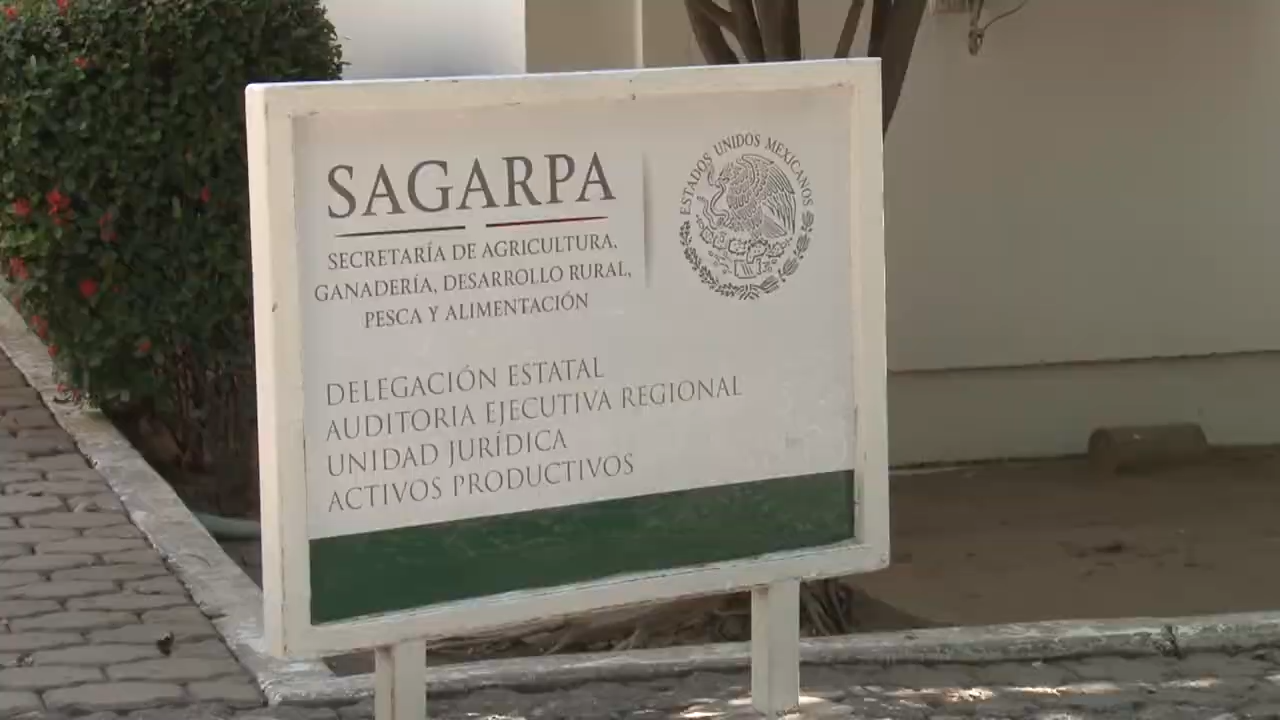 SAGARPA
SECRETARÍA DE AGRICULTURA,
GANADERÍA, DESARROLLO RURAL,
PESCA Y ALIMENTACIÓN
ESTADOS UNIDOS MEXICANOS
DELEGACIÓN ESTATAL
AUDITORIA EJECUTIVA REGIONAL
UNIDAD JURÍDICA
ACTIVOS PRODUCTIVOS